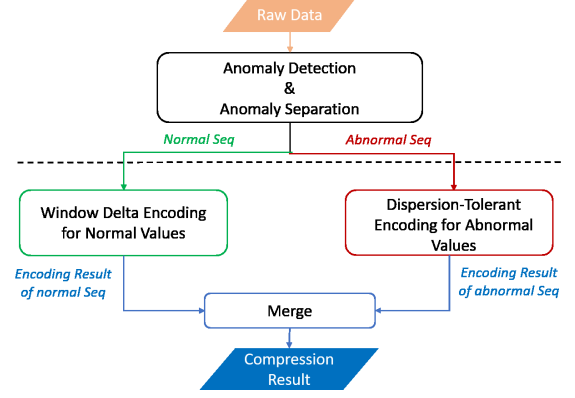 Raw Data
Anomaly Detection
&
Anomaly Separation
Normal Seq
Abnormal Seq
Window Delta Encoding
for Normal Values
Dispersion-Tolerant
Encoding for Abnormal
Values
Encoding Result
of normal Seq
Encoding Result
of abnormal Seq
Merge
Compression
Result